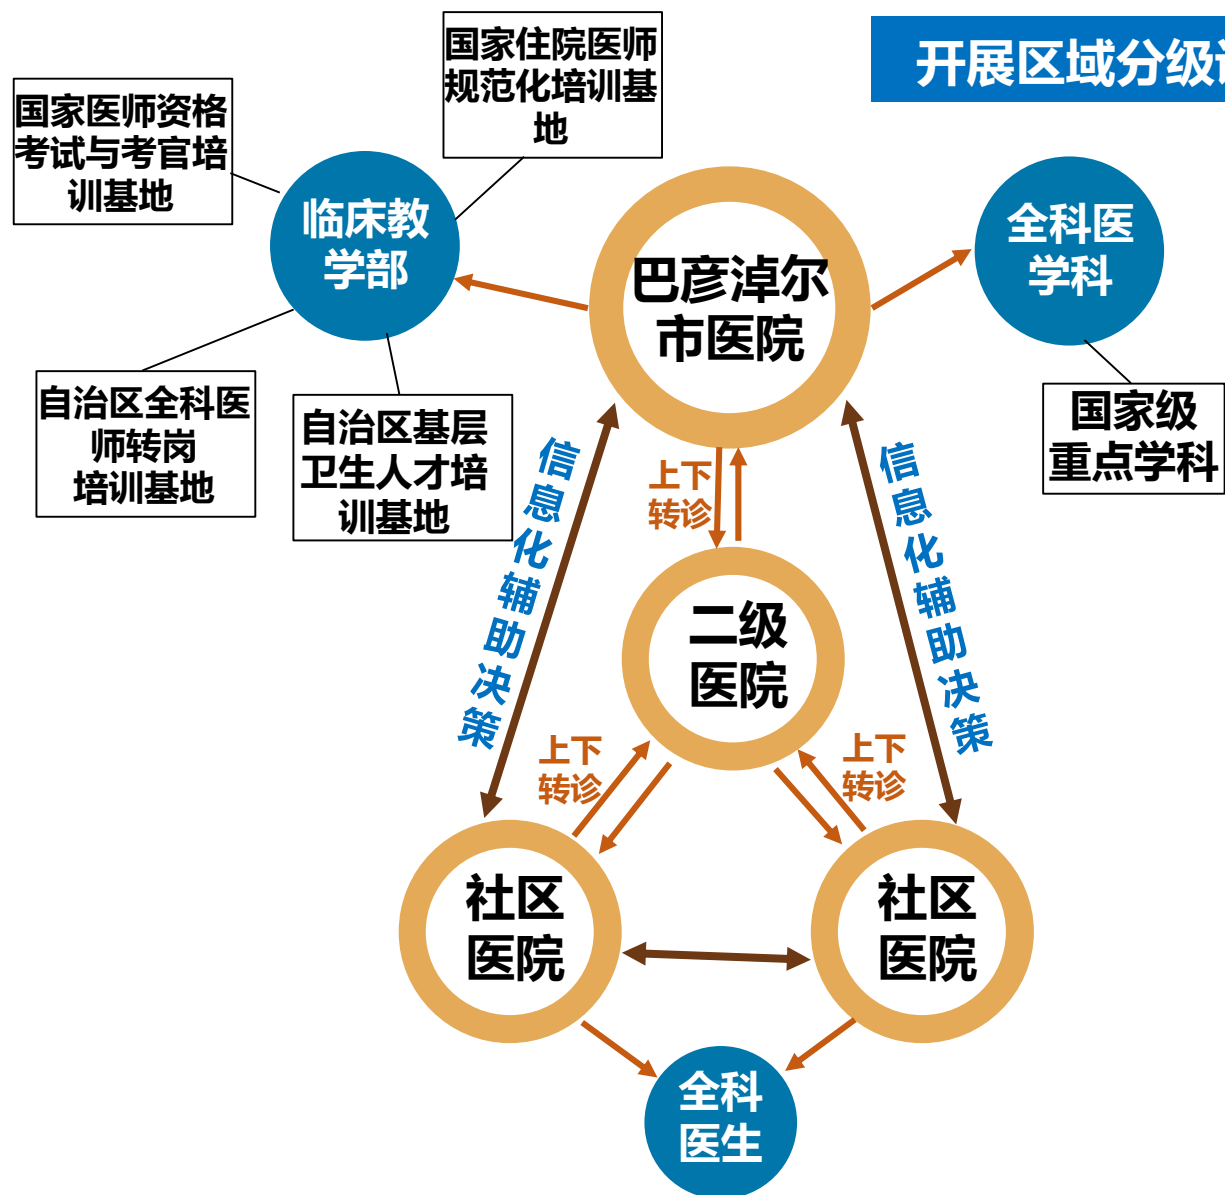 国家住院医师
规范化培训基
地
开展区域分级
国家医师资格
考试与考官培
训基地
临床教
学部
巴彦淖尔
市医院
全科医
学科
自治区全科医
师转岗
培训基地
自治区基层
卫生人才培
训基地
国家级
重点学科
信息化辅助决策
上下
转诊
信息化辅助决策
二级
医院
上下
转诊
上下
转诊
社区
医院
社区
医院
全科
医生